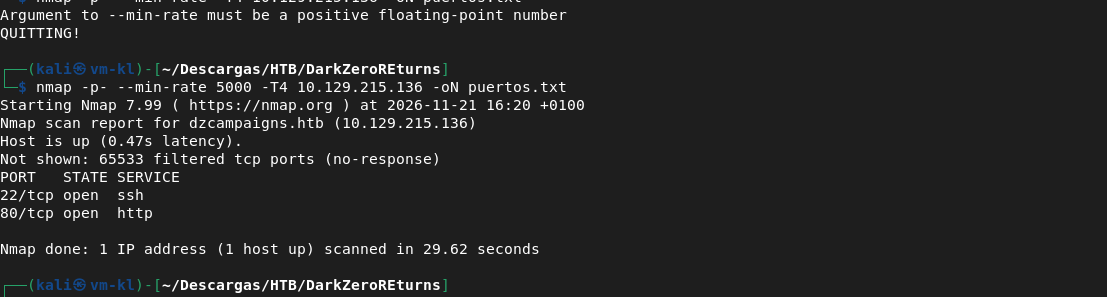 Argument to --min-rate must be a positive floating-point number
QUITTING!
┌──(kali㉿vm-kl)-[~/Descargas/HTB/DarkZeroREturns]
└─$ nmap -p- --min-rate 5000 -T4 10.129.215.136 -oN puertos.txt
Starting Nmap 7.99 ( https://nmap.org ) at 2026-11-21 16:20 +0100
Nmap scan report for dzcampaigns.htb (10.129.215.136)
Host is up (0.47s latency).
Not shown: 65533 filtered tcp ports (no-response)
PORT   STATE SERVICE
22/tcp open  ssh
80/tcp open  http
Nmap done: 1 IP address (1 host up) scanned in 29.62 seconds
┌──(kali㉿vm-kl)-[~/Descargas/HTB/DarkZeroREturns]